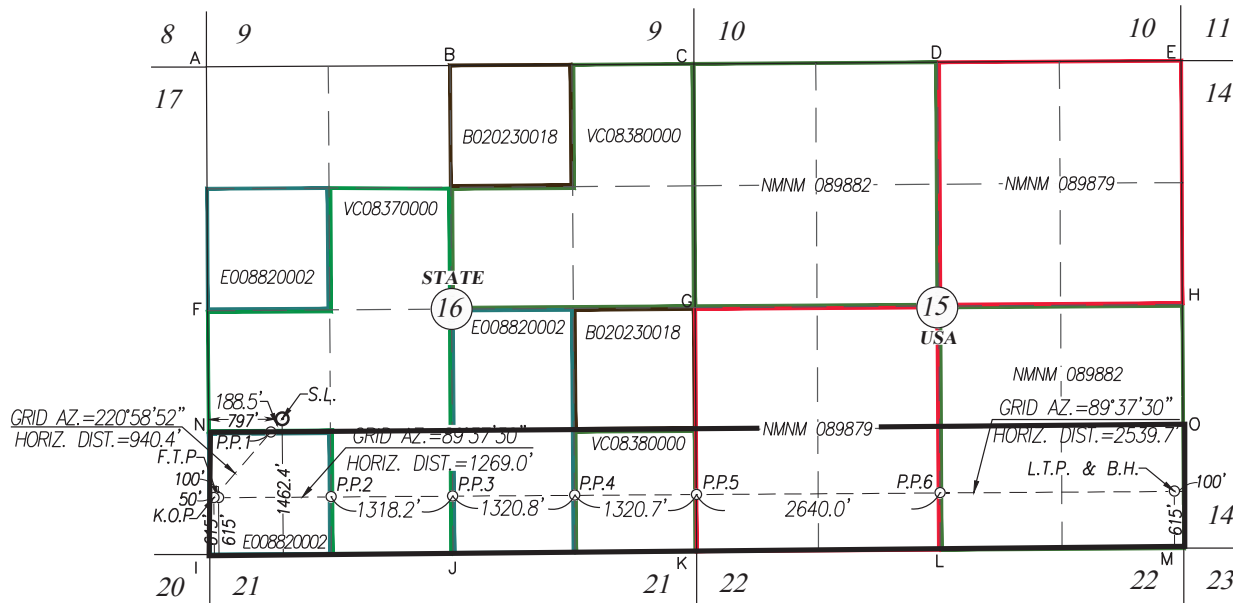 8 9 9 10 10 11
A B C D E
17 14
B020230018 VC08380000
NMNM 089882 NMNM 089879
VC08370000
E008820002
STATE
F 16 G 15 H
E008820002 B020230018 USA
NMNM 089882
188.5' S.L.
GRID AZ.=220°58'52" 797' GRID AZ.=89°37'30"
N NMNM 089879 O
HORIZ. DIST.=940.4' P.P.1 GRID AZ.=89°37'30" VC08380000 HORIZ. DIST.=2539.7'
F.T.P. HORIZ. DIST.=1269.0' L.T.P. & B.H.
100' 1462.4' P.P.2 P.P.3 P.P.4 P.P.5 P.P.6 100'
50'
K.O.P. 1318.2' 1320.8' 1320.7' 2640.0' 14
615' 615' 615'
E008820002
I J K L M
20 21 21 22 22 23